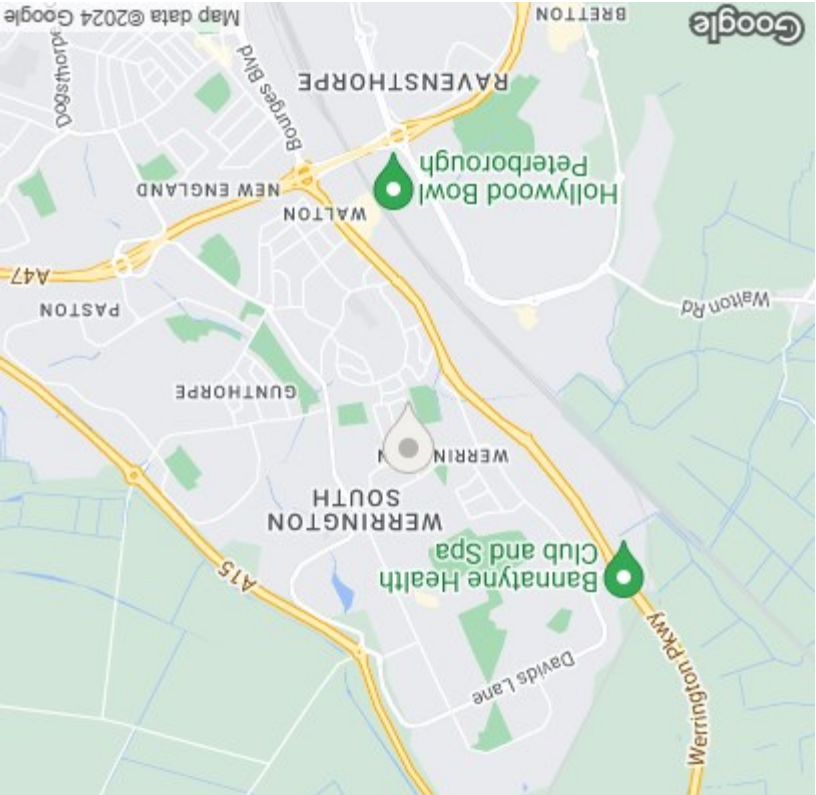 Werrington Pkwy
Davids Lane
Bannatyne Health
Club and Spa
A15
WERRINGTON
SOUTH
GUNTHORPE
Walton Rd
PASTON
A47
WALTON
Hollywood Bowl
Peterborough
NEW ENGLAND
Bourges Blvd
Dogsthorpe
RAVENSTHORPE
BRETTON
Google
Map data ©2024 Google